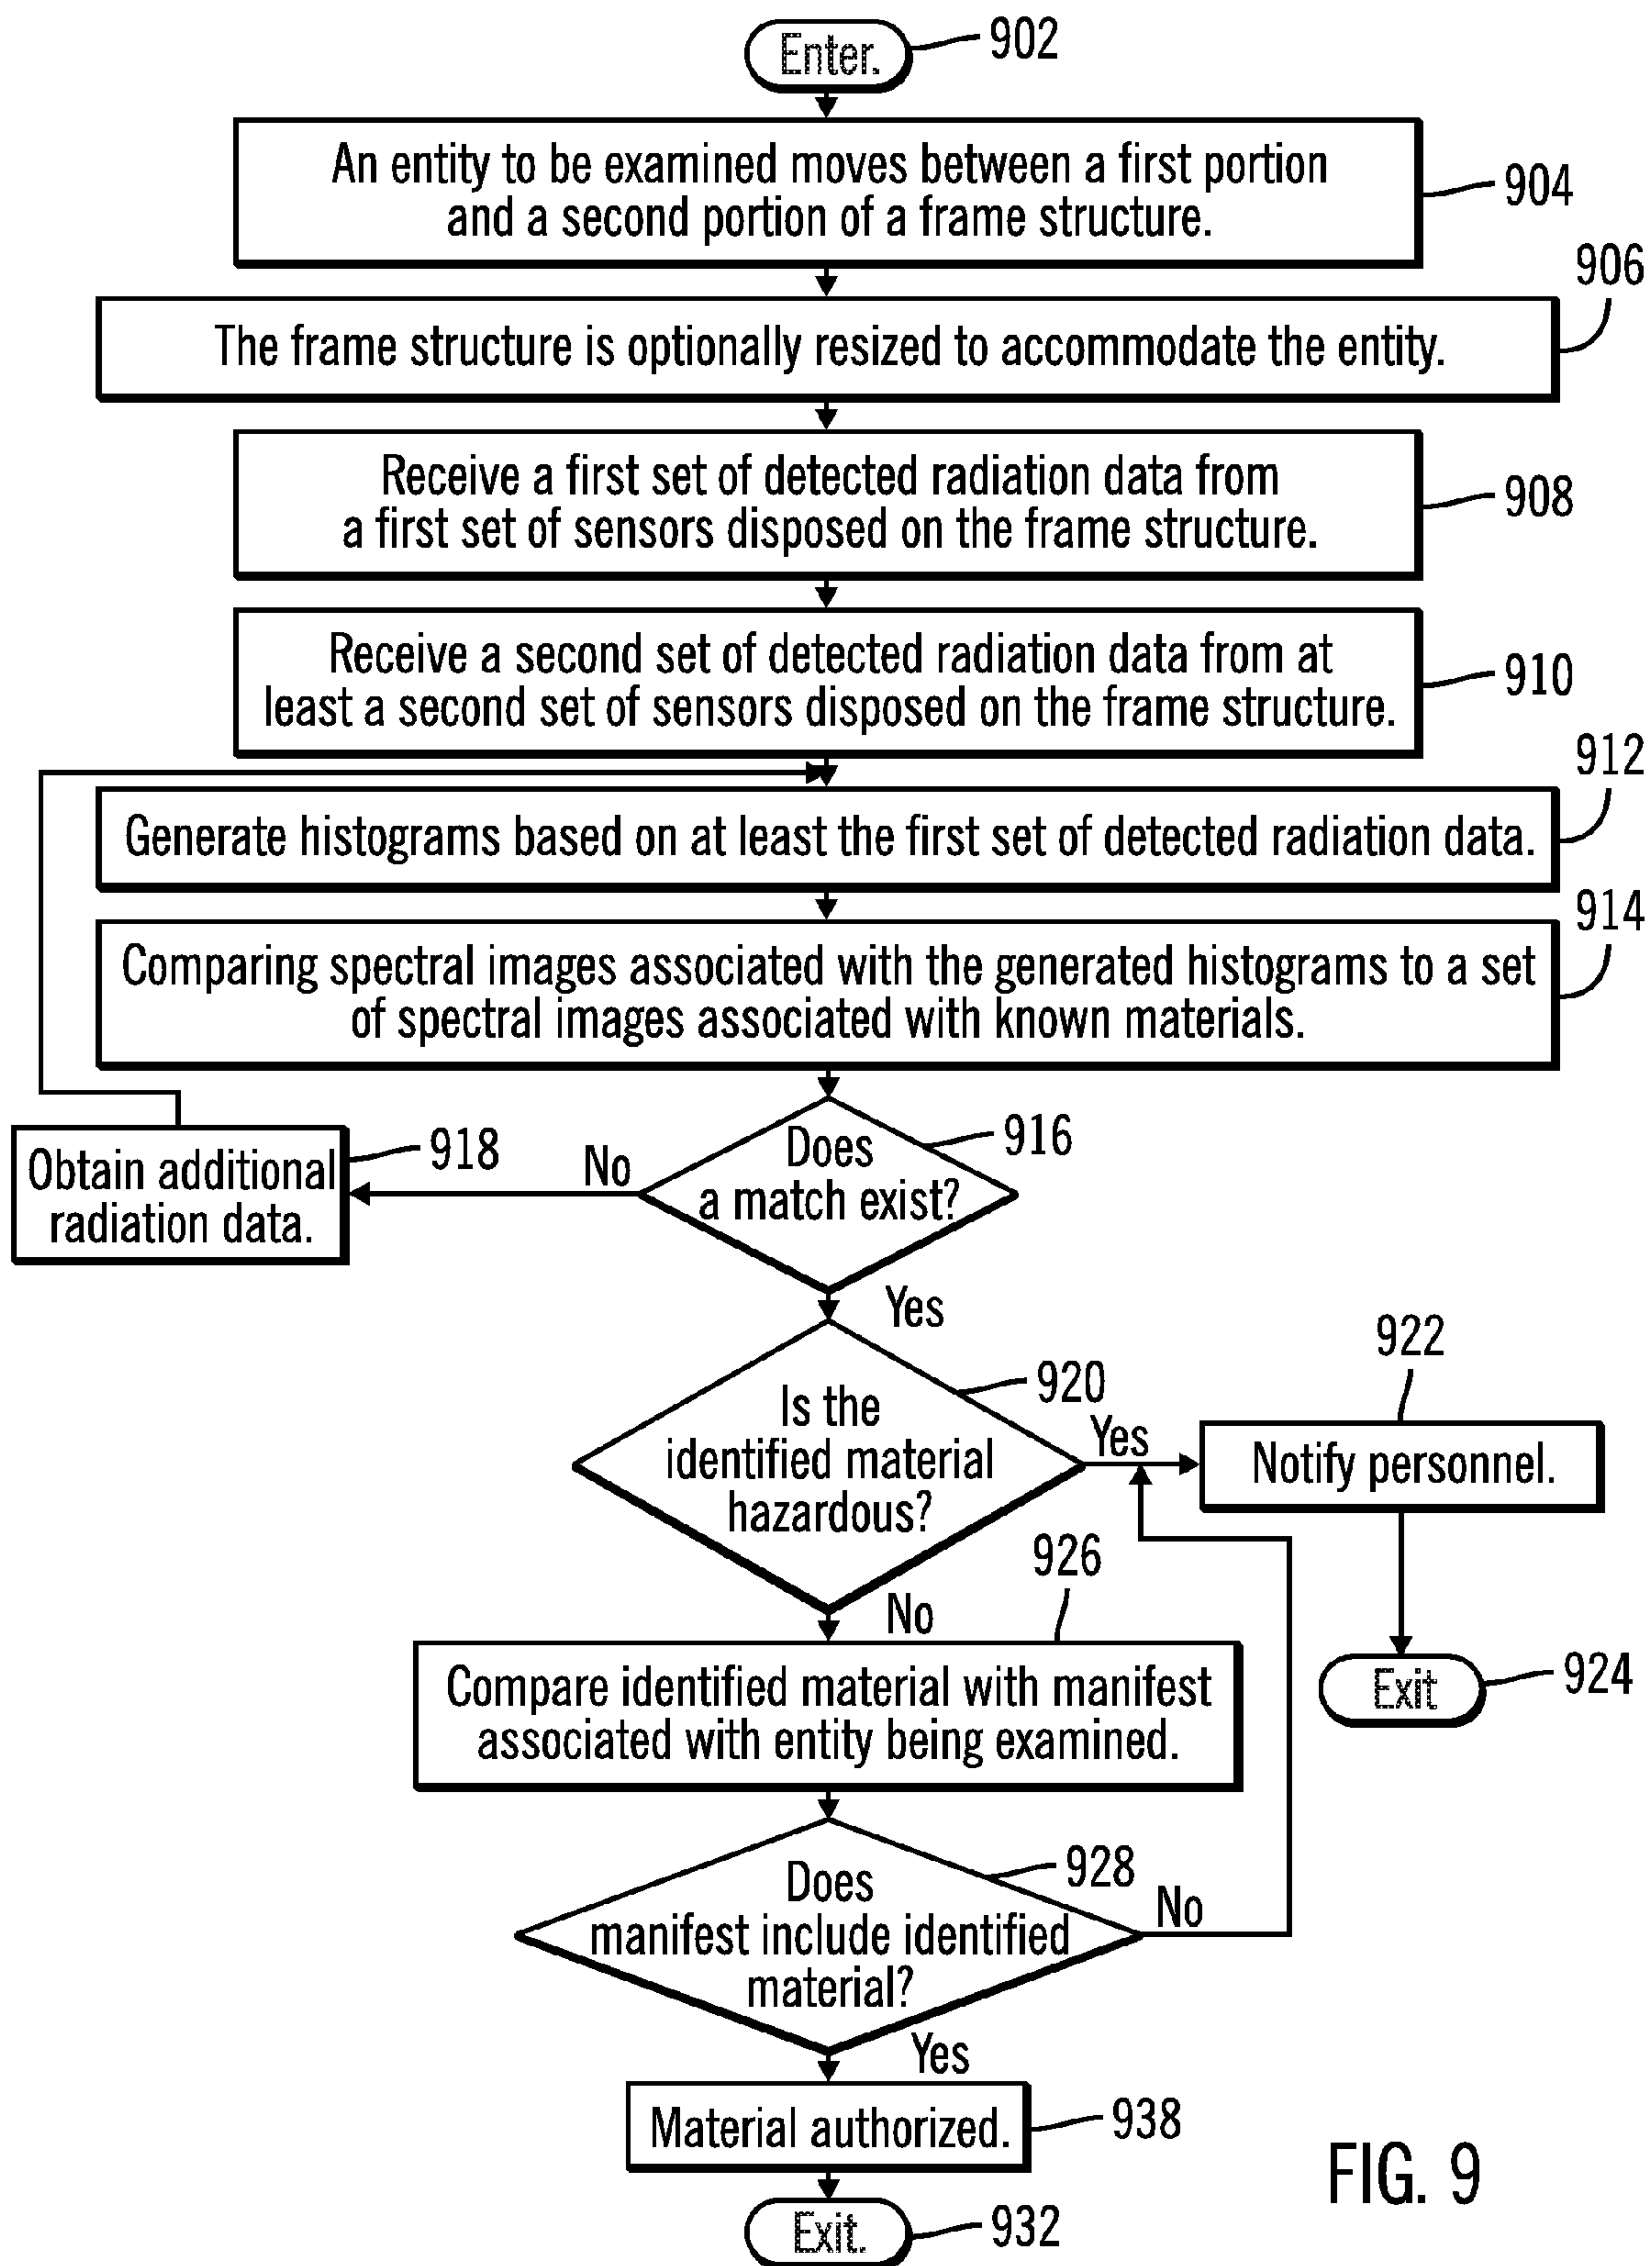 Enter.
902
An entity to be examined moves between a first portion
and a second portion of a frame structure.
904
906
The frame structure is optionally resized to accommodate the entity.
Receive a first set of detected radiation data from
a first set of sensors disposed on the frame structure.
908
Receive a second set of detected radiation data from at
least a second set of sensors disposed on the frame structure.
910
912
Generate histograms based on at least the first set of detected radiation data.
914
Comparing spectral images associated with the generated histograms to a set
of spectral images associated with known materials.
Does
a match exist?
916
No
Obtain additional
radiation data.
918
Yes
Is the
identified material
hazardous?
920
Yes
922
Notify personnel.
Exit
924
No
926
Compare identified material with manifest
associated with entity being examined.
Does
manifest include identified
material?
928
No
Yes
Material authorized.
938
Exit.
932
FIG. 9